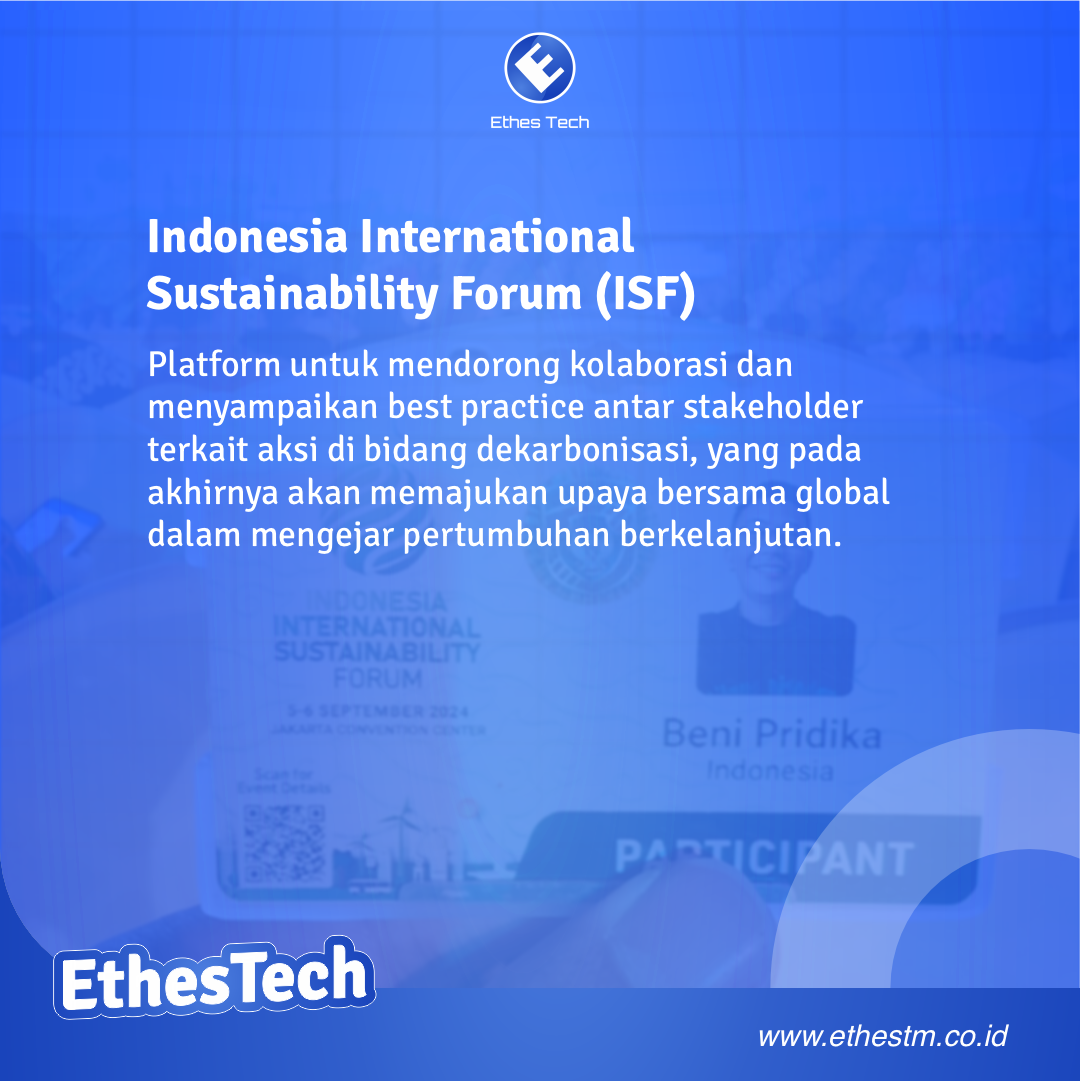 Ethes Tech
Indonesia International
Sustainability Forum (ISF)
Platform untuk mendorong kolaborasi dan
menyampaikan best practice antar stakeholder
terkait aksi di bidang dekarbonisasi, yang pada
akhirnya akan memajukan upaya bersama global
dalam mengejar pertumbuhan berkelanjutan.
INDONESIA
INTERNATIONAL
SUSTAINABILITY
FORUM
5-6 SEPTEMBER 2024
JAKARTA CONVENTION CENTER
Scan for
Event Details
Beni Pridika
Indonesia
PARTICIPANT
EthesTech
www.ethestm.co.id